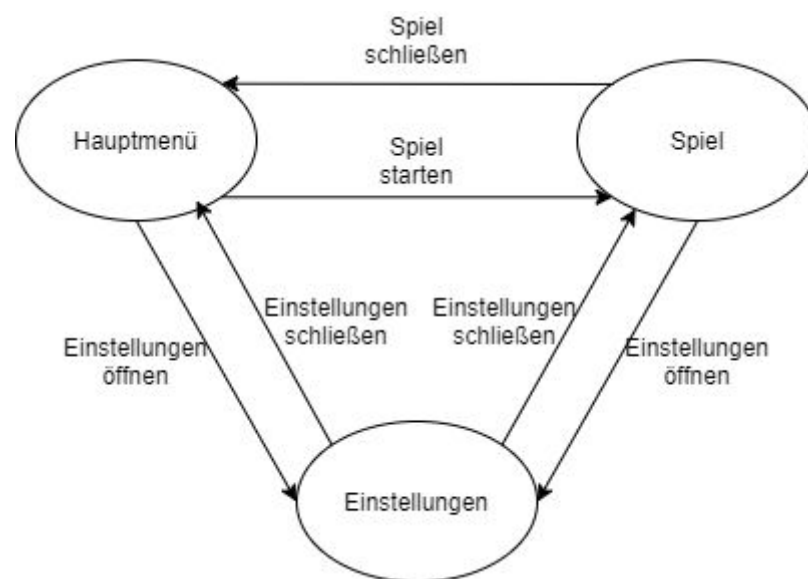 Spiel
schließen
Hauptmenü
Spiel
Spiel
starten
Einstellungen
schließen
Einstellungen
schließen
Einstellungen
öffnen
Einstellungen
öffnen
Einstellungen